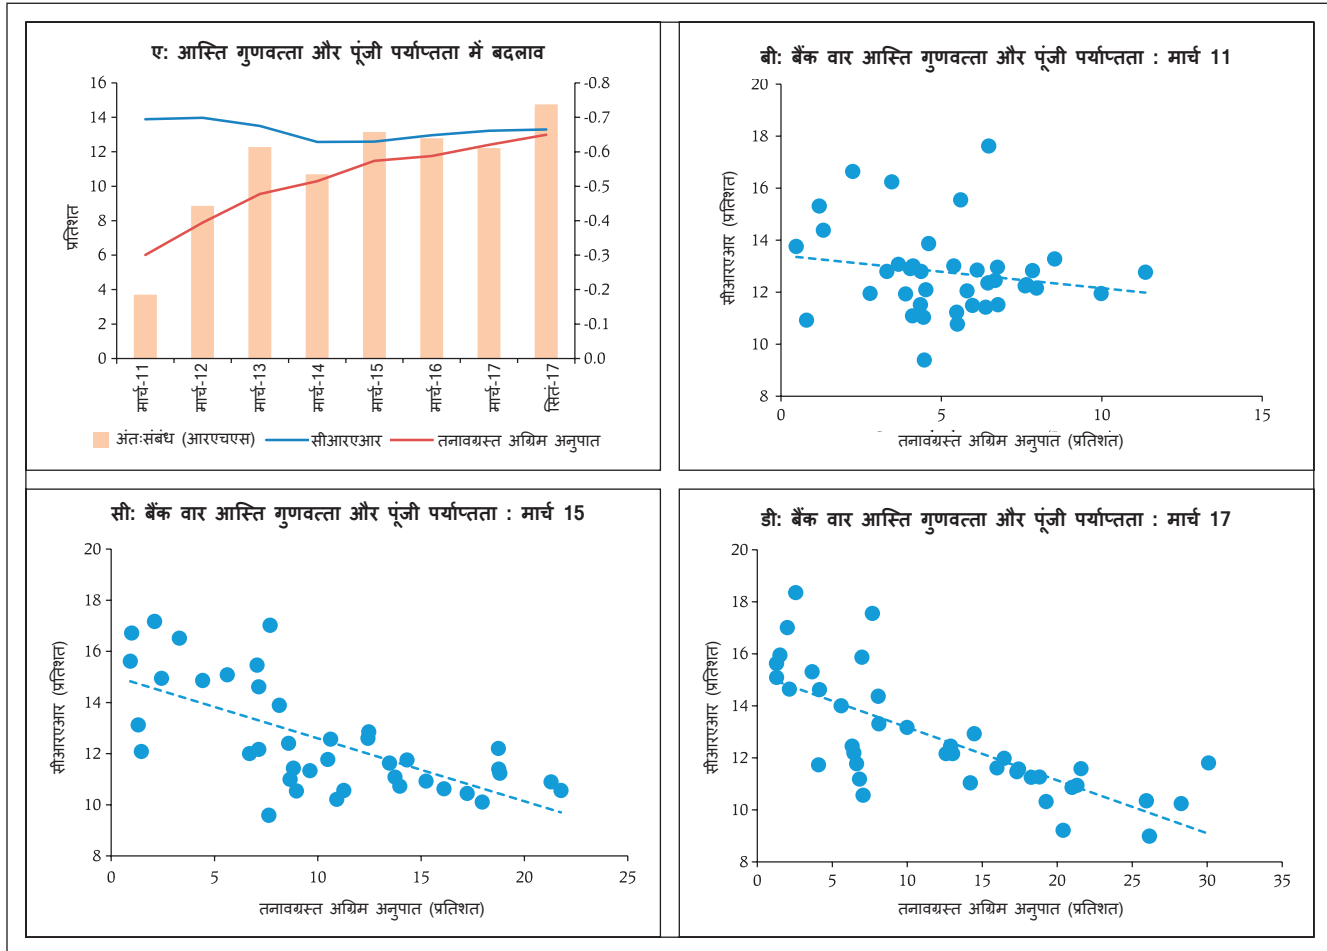 ए: आस्ति गुणवत्ता और पूंजी पर्याप्तता में बदलाव
प्रतिशत
16
14
12
10
8
6
4
2
0
-0.8
-0.7
-0.6
-0.5
-0.4
-0.3
-0.2
-0.1
0.0
मार्च-11
मार्च-12
मार्च-13
मार्च-14
मार्च-15
मार्च-16
मार्च-17
सितं-17
अंतःसंबंध (आरएचएस) सीआरएआर तनावग्रस्त अग्रिम अनुपात
बी: बैंक वार आस्ति गुणवत्ता और पूंजी पर्याप्तता : मार्च 11
सीआरएआर (प्रतिशत)
20
18
16
14
12
10
8
0 5 10 15
तनावग्रस्त अग्रिम अनुपात (प्रतिशत)
सी: बैंक वार आस्ति गुणवत्ता और पूंजी पर्याप्तता : मार्च 15
सीआरएआर (प्रतिशत)
20
18
16
14
12
10
8
0 5 10 15 20 25
तनावग्रस्त अग्रिम अनुपात (प्रतिशत)
डी: बैंक वार आस्ति गुणवत्ता और पूंजी पर्याप्तता : मार्च 17
सीआरएआर (प्रतिशत)
20
18
16
14
12
10
8
0 5 10 15 20 25 30 35
तनावग्रस्त अग्रिम अनुपात (प्रतिशत)